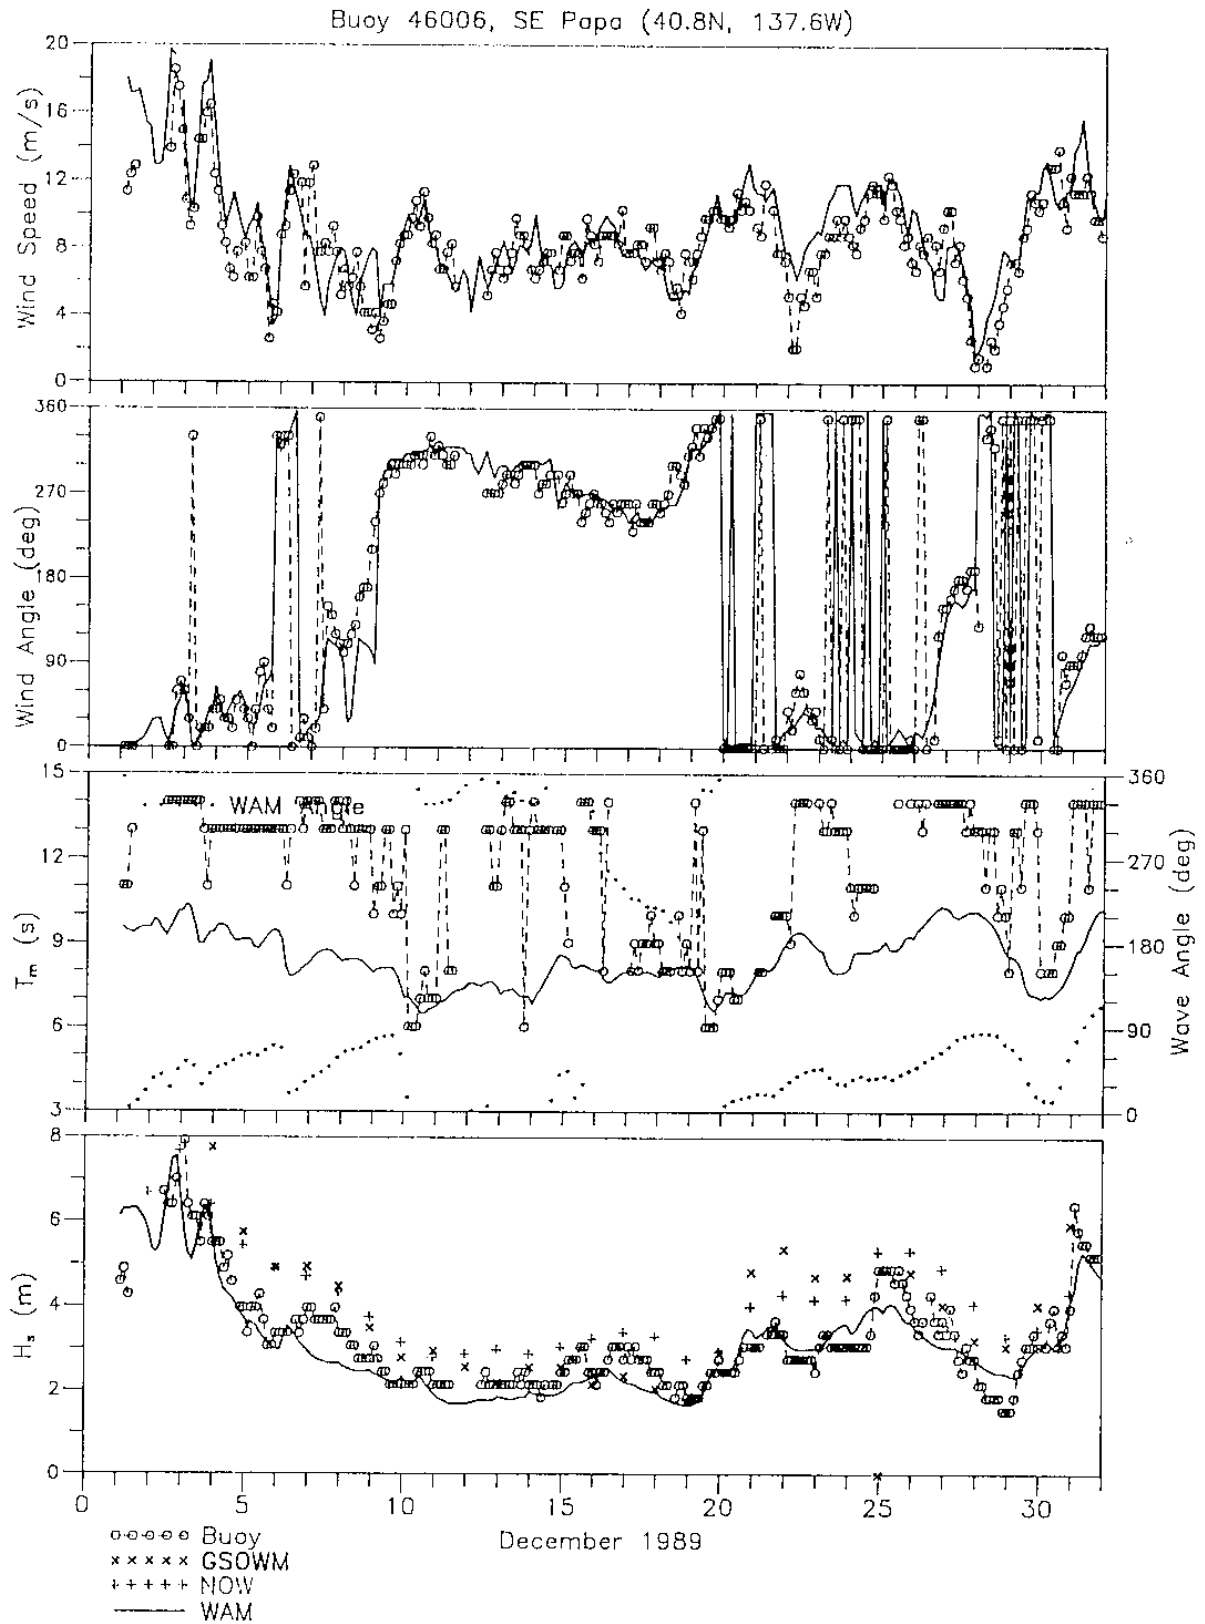 Buoy 46006, SE Papa (40.8N, 137.6W)
20
16
12
8
4
0
Wind Speed (m/s)
360
270
180
90
0
Wind Angle (deg)
15
12
9
6
3
T_m (s)
WAM Angle
360
270
180
90
0
Wave Angle (deg)
8
6
4
2
0
H_s (m)
0 5 10 15 20 25 30
December 1989
Buoy
GSOWM
NOW
WAM